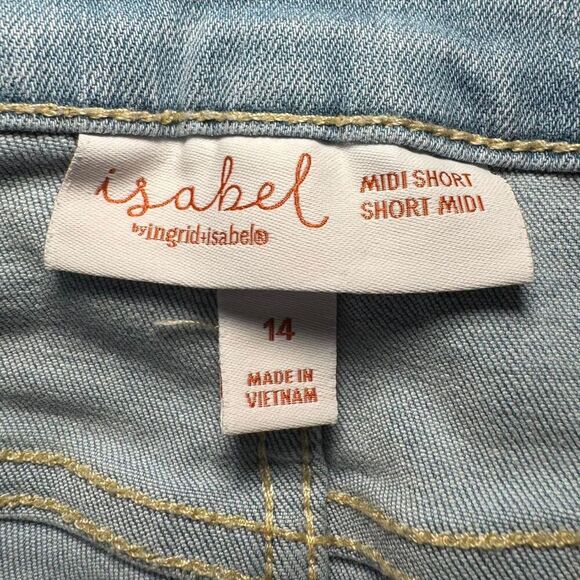 isabel
by ingrid+isabel®
MIDI SHORT
SHORT MIDI
14
MADE IN
VIETNAM